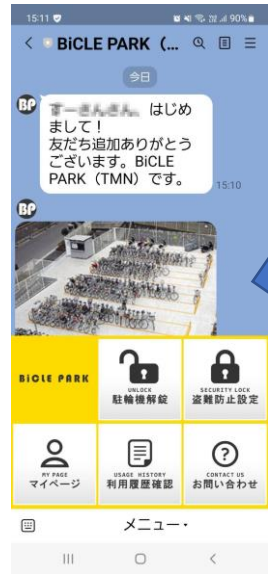 15:11
90%
BiCLE PARK (...
今日
BP
はじめ
まして！
友だち追加ありがとう
ございます。BiCLE
PARK（TMN）です。
15:10
BP
BiCLE PARK
UNLOCK
駐輪機解錠
SECURITY LOCK
盗難防止設定
MY PAGE
マイページ
USAGE HISTORY
利用履歴確認
CONTACT US
お問い合わせ
メニュー・